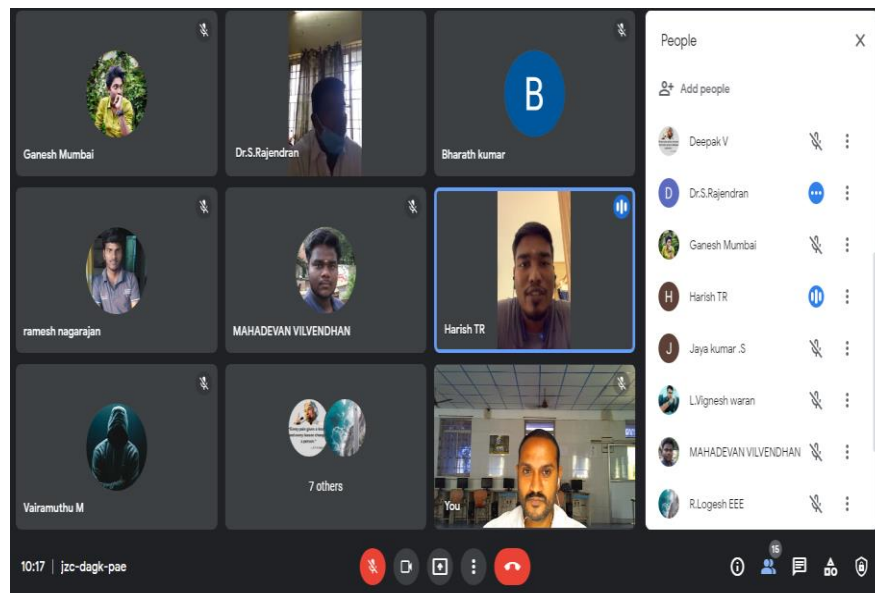 Ganesh Mumbai
Dr.S.Rajendran
B
Bharath kumar
ramesh nagarajan
MAHADEVAN VILVENDHAN
Harish TR
Vairamuthu M
7 others
You
People
Add people
Deepak V
D
Dr.S.Rajendran
Ganesh Mumbai
H
Harish TR
J
Jaya kumar .S
L.Vignesh waran
MAHADEVAN VILVENDHAN
R.Logesh EEE
10:17 | jzc-dagk-pae
15